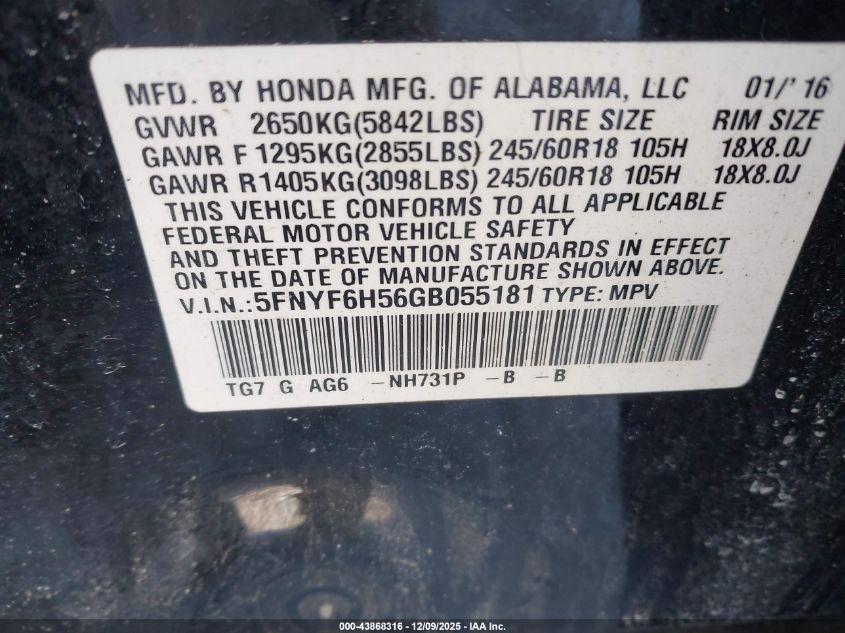 MFD. BY HONDA MFG. OF ALABAMA, LLC 01/'16
GVWR 2650KG(5842LBS) TIRE SIZE RIM SIZE
GAWR F 1295KG(2855LBS) 245/60R18 105H 18X8.0J
GAWR R1405KG(3098LBS) 245/60R18 105H 18X8.0J
THIS VEHICLE CONFORMS TO ALL APPLICABLE
FEDERAL MOTOR VEHICLE SAFETY
AND THEFT PREVENTION STANDARDS IN EFFECT
ON THE DATE OF MANUFACTURE SHOWN ABOVE.
V.I.N.:5FNYF6H56GB055181 TYPE: MPV
TG7 G AG6 -NH731P -B -B
000-43868316 - 12/09/2025 - IAA Inc.